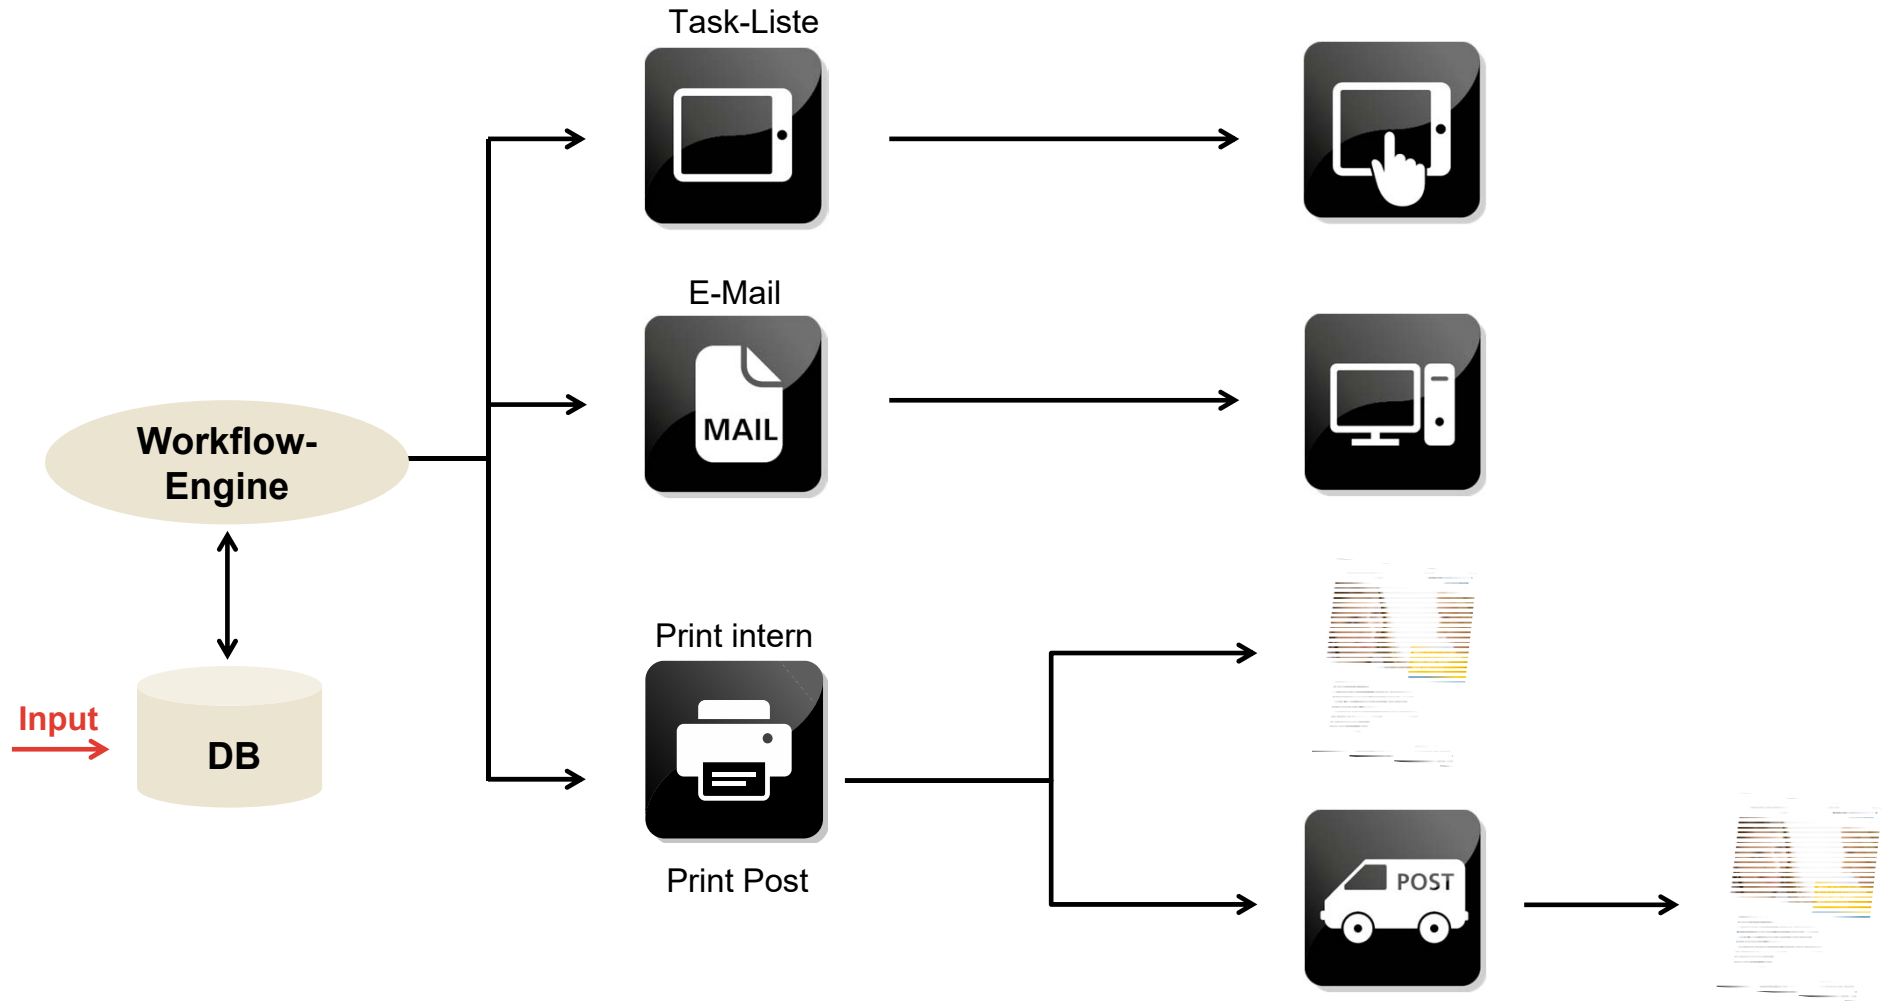 Task-Liste
E-Mail
MAIL
Workflow-
Engine
Print intern
Input
DB
Print Post
POST